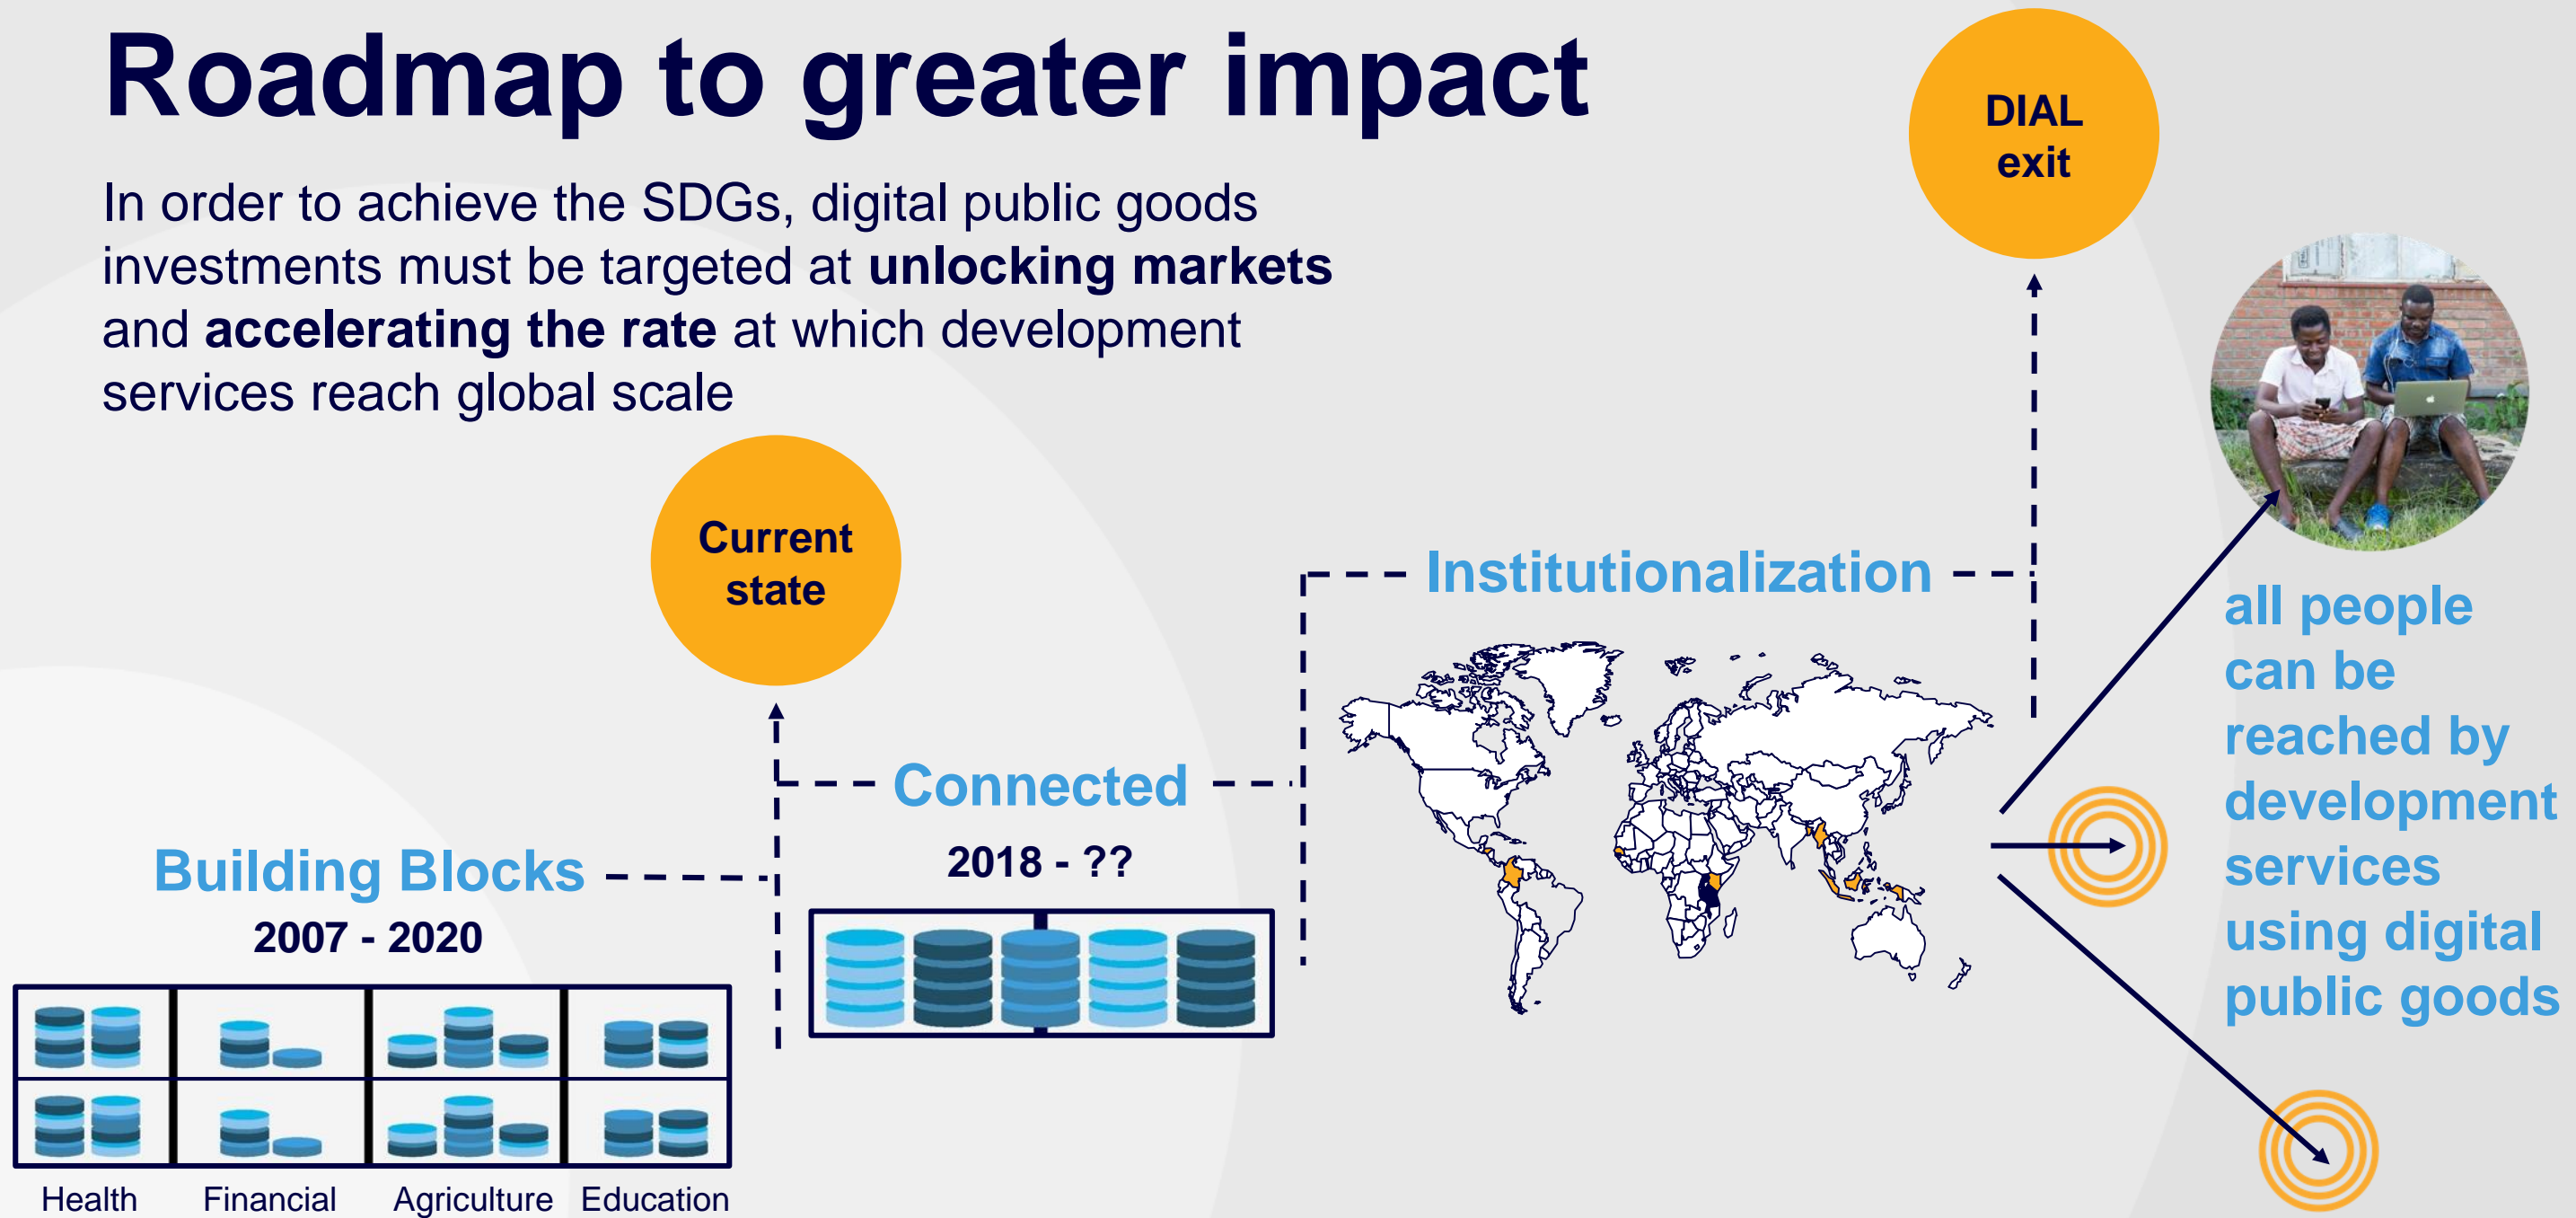 Roadmap to greater impact
In order to achieve the SDGs, digital public goods
investments must be targeted at unlocking markets
and accelerating the rate at which development
services reach global scale
DIAL
exit
Current
state
Institutionalization
Connected
2018 - ??
Building Blocks
2007 - 2020
Health
Financial
Agriculture
Education
all people
can be
reached by
development
services
using digital
public goods